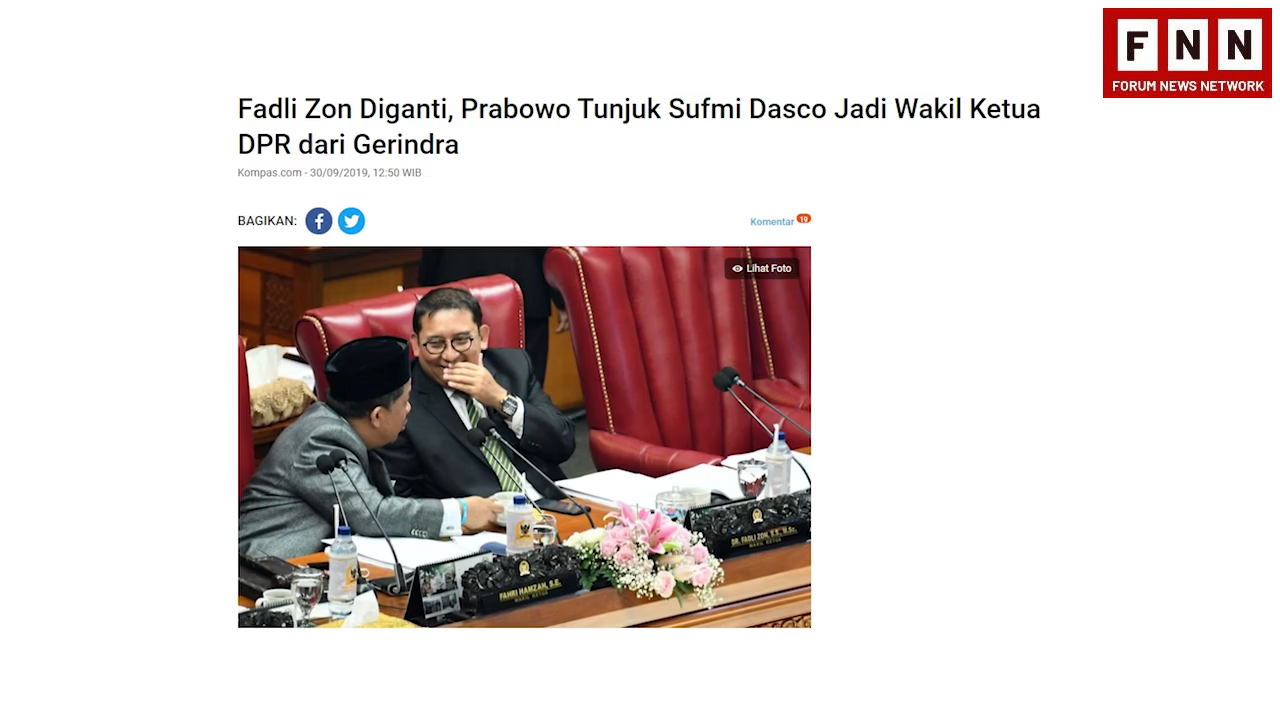 F N N
FORUM NEWS NETWORK
Fadli Zon Diganti, Prabowo Tunjuk Sufmi Dasco Jadi Wakil Ketua
DPR dari Gerindra
Kompas.com - 30/09/2019, 12:50 WIB
BAGIKAN:
Komentar 19
Lihat Foto
DR. FADLI ZON, S.S., M.Sc.
WAKIL KETUA
FAHRI HAMZAH, S.E.
WAKIL KETUA